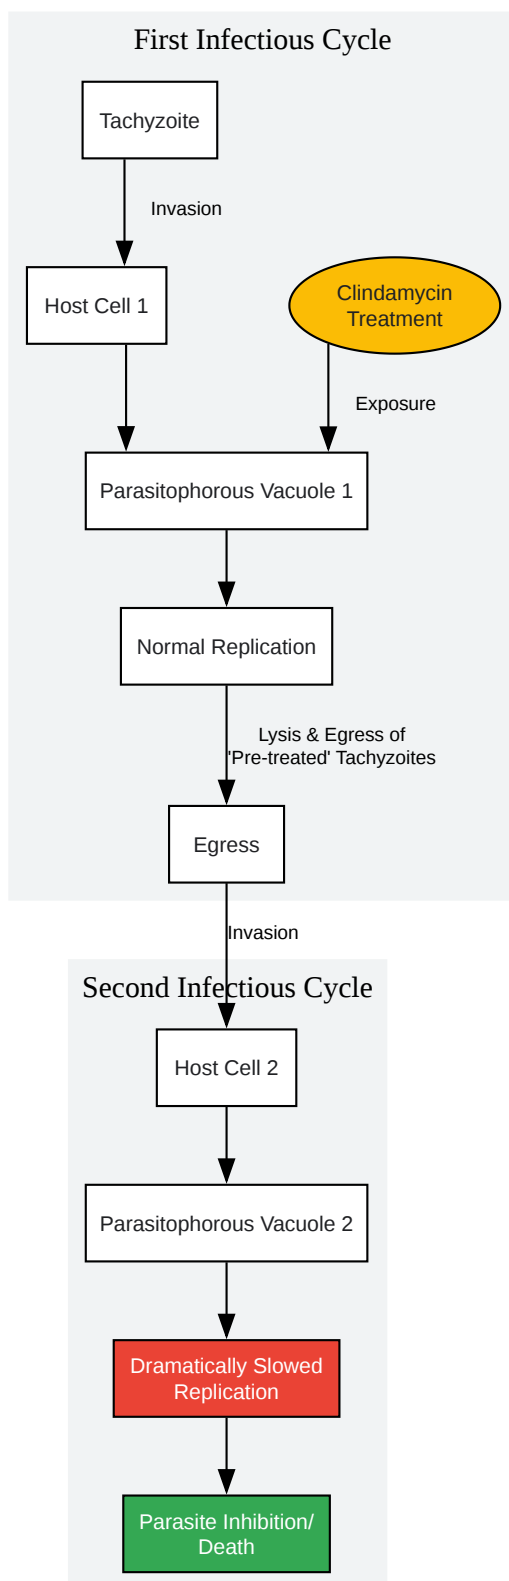 First Infectious Cycle
Tachyzoite
Invasion
Host Cell 1
Clindamycin
Treatment
Exposure
Parasitophorous Vacuole 1
Normal Replication
Lysis & Egress of
'Pre-treated' Tachyzoites
Egress
Invasion
Second Infectious Cycle
Host Cell 2
Parasitophorous Vacuole 2
Dramatically Slowed
Replication
Parasite Inhibition/
Death